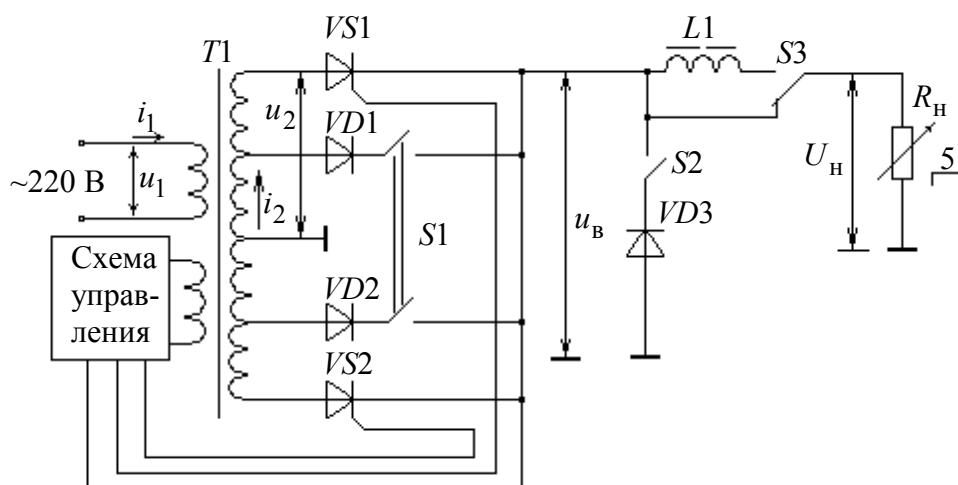 VS1
L1
S3
T1
i1
u2
VD1
Rн
~220 В
u1
i2
S2
Uн
5
VD3
uв
S1
Схема
управ-
ления
VD2
VS2